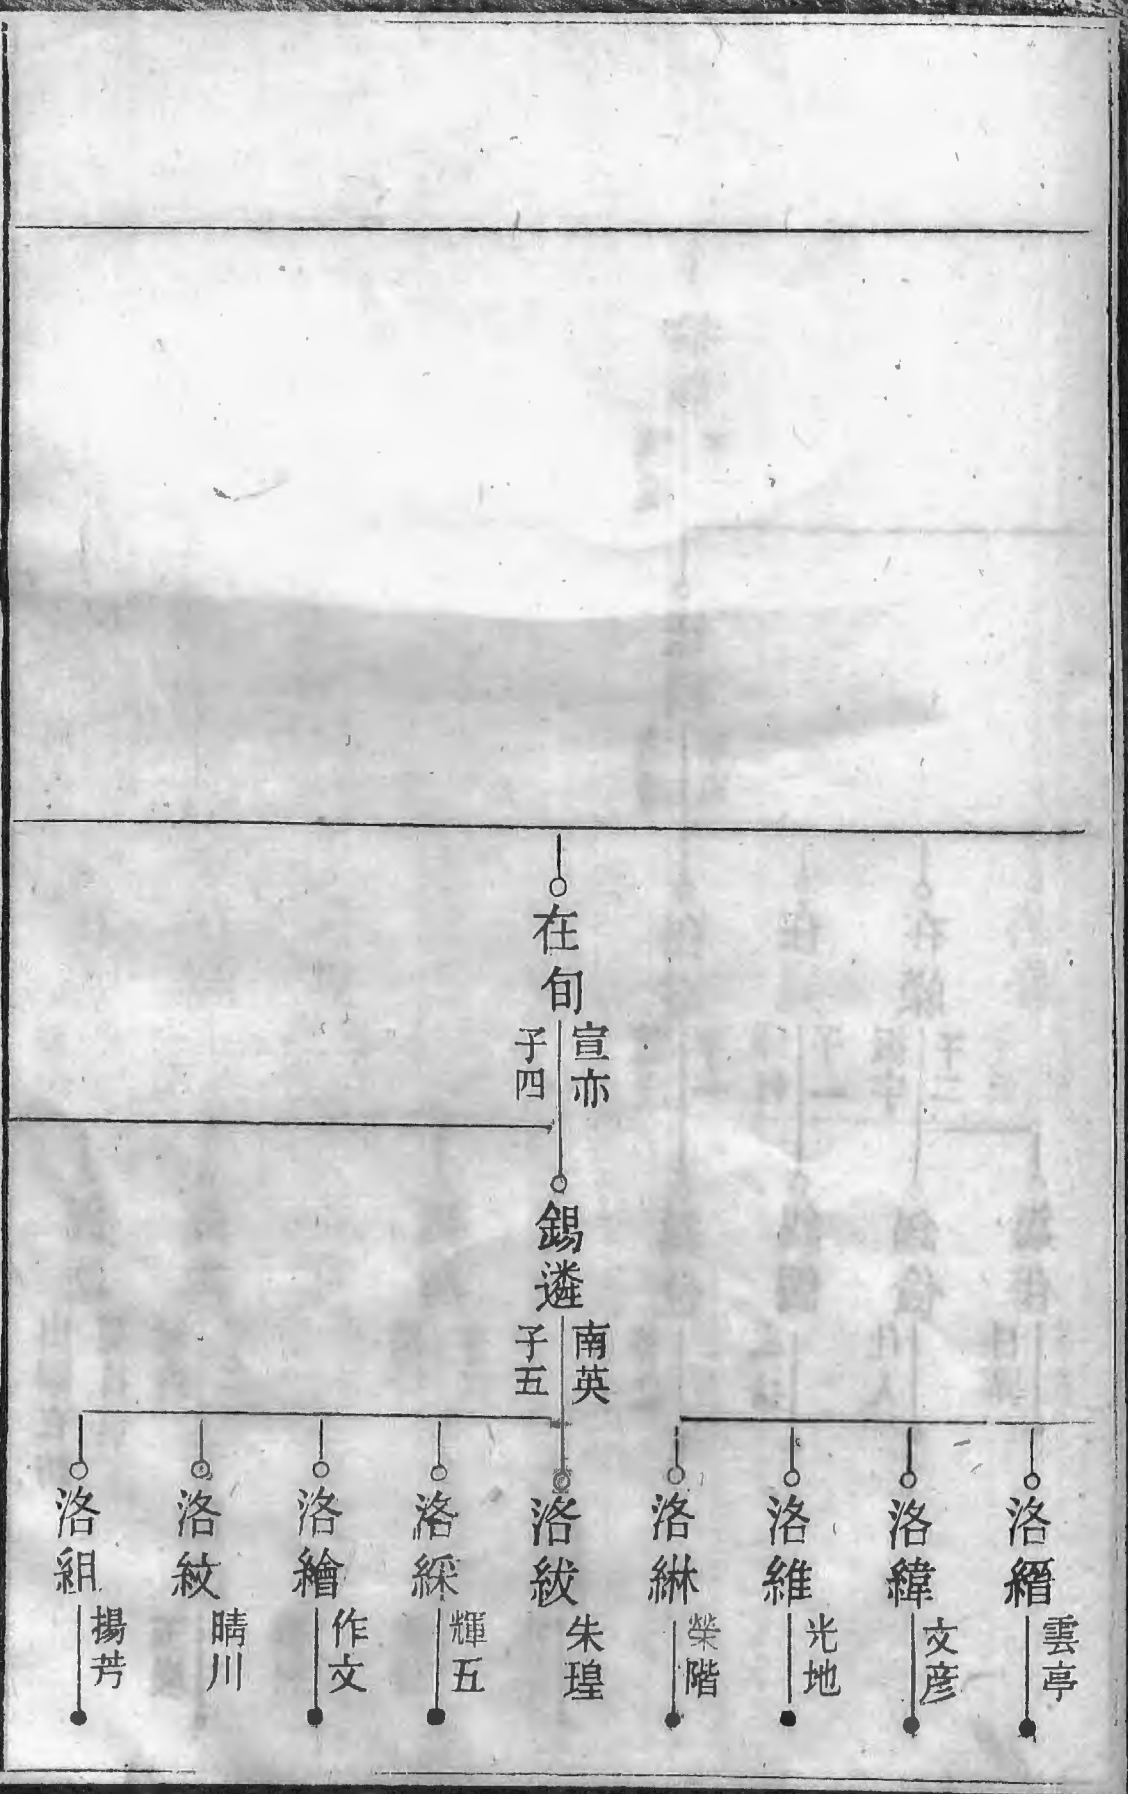 在旬
宣亦
子四
錫遴
南英
子五
洛縉
雲亭
洛緯
文彦
洛維
光地
洛綝
榮階
洛紱
朱瑝
洛綵
輝五
洛繪
作文
洛紋
晴川
洛組
揚芳